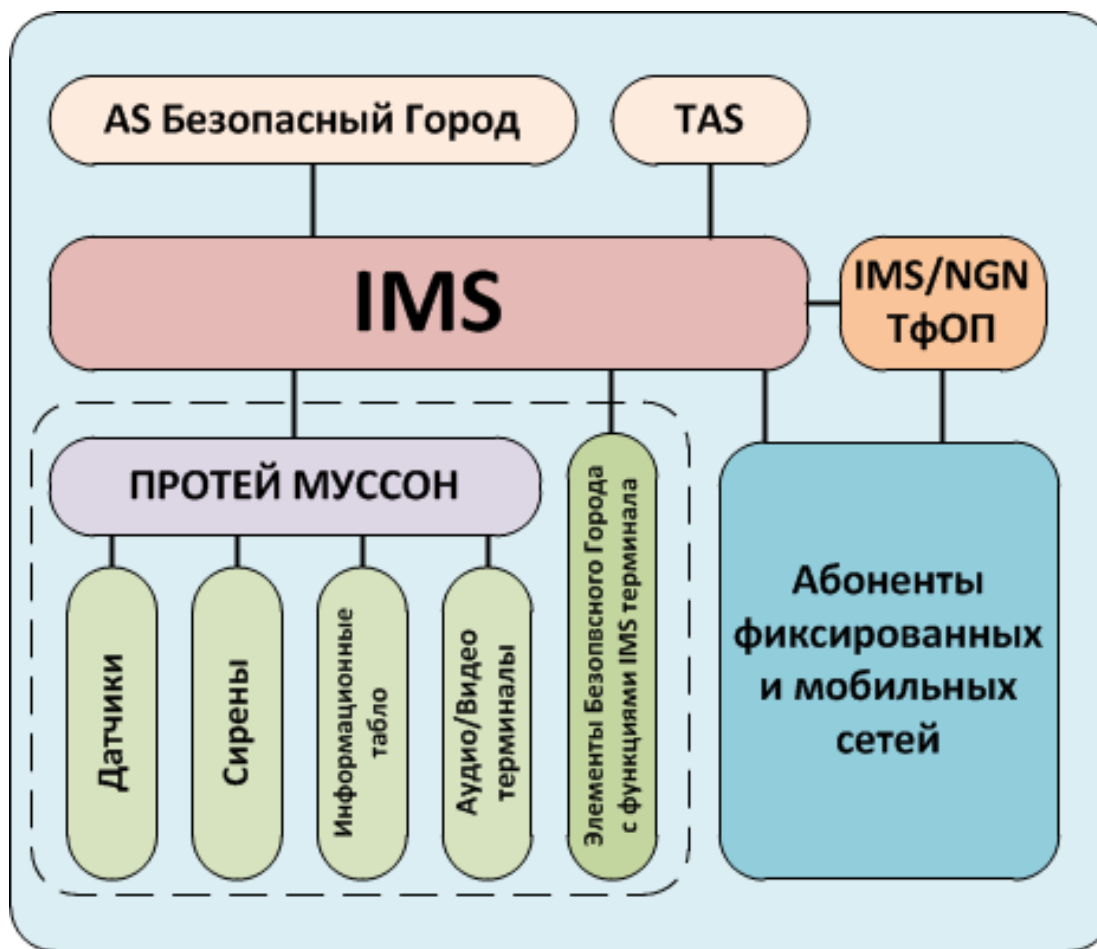 AS Безопасный Город
TAS
IMS
IMS/NGN
ТфОП
ПРОТЕЙ МУССОН
Датчики
Сирены
Информационные
табло
Аудио/Видео
терминалы
Элементы Безопвсного Города
с функциями IMS терминала
Абоненты
фиксированных
и мобильных
сетей